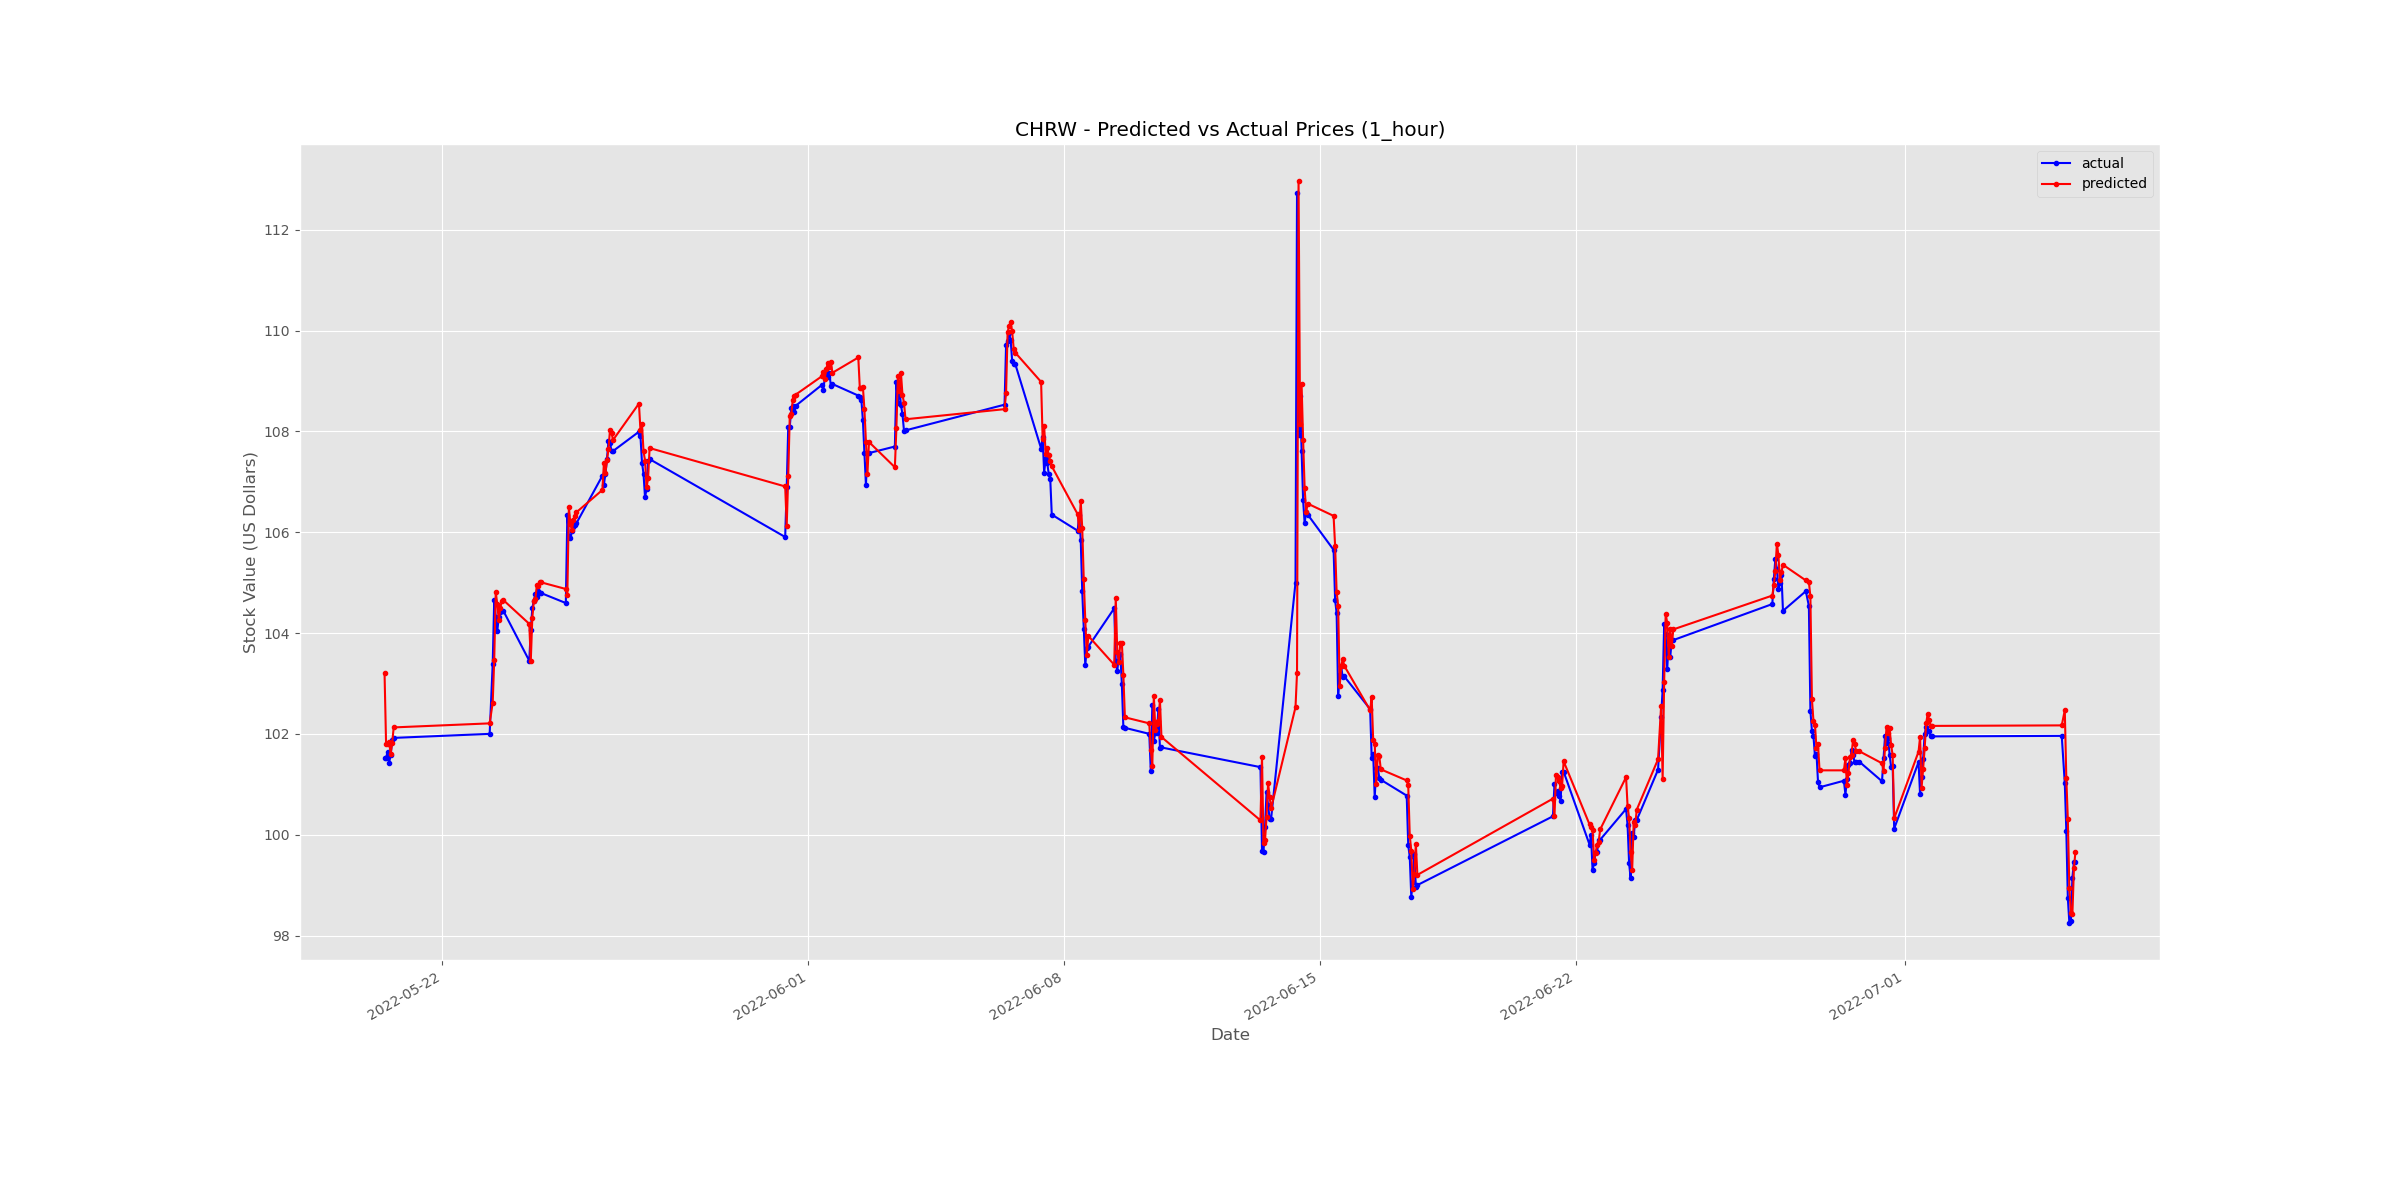 CHRW - Predicted vs Actual Prices (1_hour)
actual
predicted
Stock Value (US Dollars)
112
110
108
106
104
102
100
98
2022-05-22
2022-06-01
2022-06-08
2022-06-15
2022-06-22
2022-07-01
Date